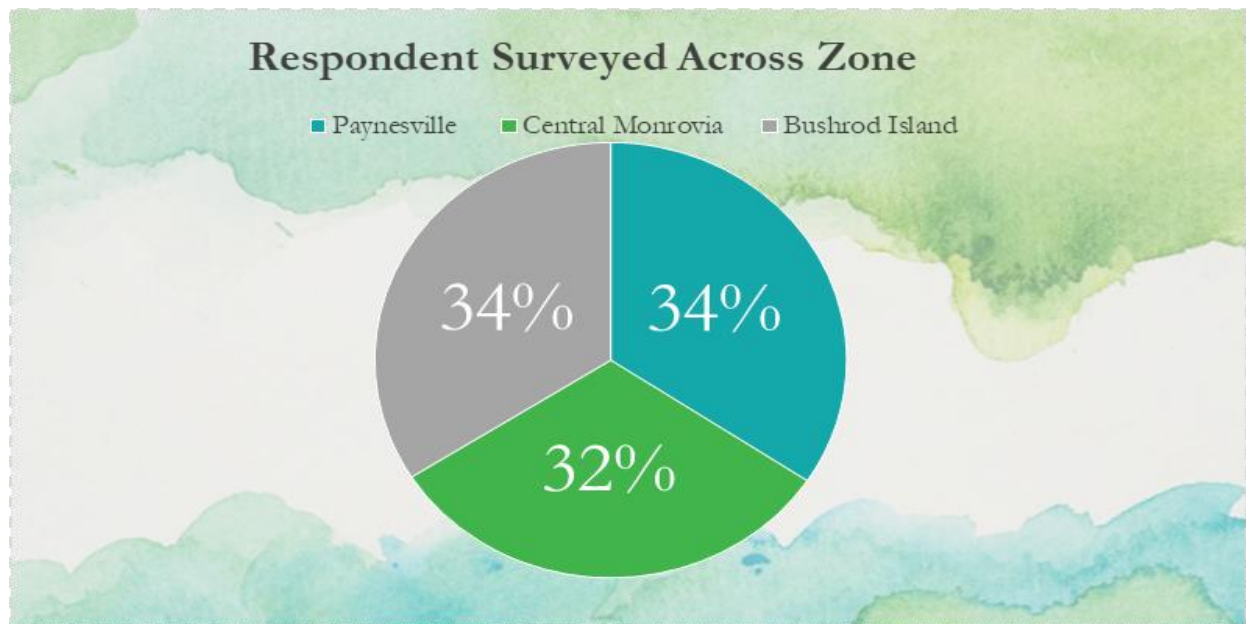 Respondent Surveyed Across Zone
Paynesville Central Monrovia Bushrod Island
34% 34%
32%